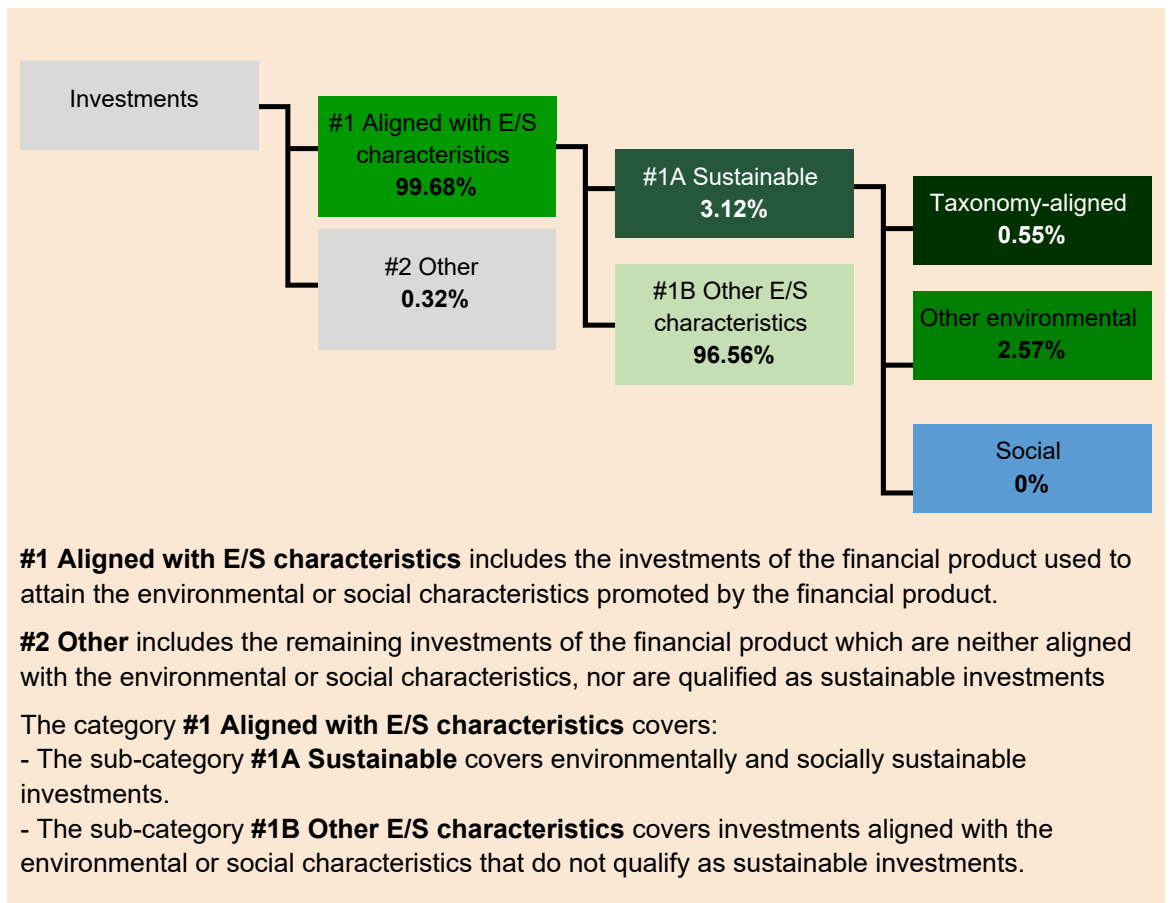 Investments
#1 Aligned with E/S
characteristics
99.68%
#2 Other
0.32%
#1A Sustainable
3.12%
#1B Other E/S
characteristics
96.56%
Taxonomy-aligned
0.55%
Other environmental
2.57%
Social
0%
#1 Aligned with E/S characteristics includes the investments of the financial product used to
attain the environmental or social characteristics promoted by the financial product.
#2 Other includes the remaining investments of the financial product which are neither aligned
with the environmental or social characteristics, nor are qualified as sustainable investments
The category #1 Aligned with E/S characteristics covers:
- The sub-category #1A Sustainable covers environmentally and socially sustainable
investments.
- The sub-category #1B Other E/S characteristics covers investments aligned with the
environmental or social characteristics that do not qualify as sustainable investments.